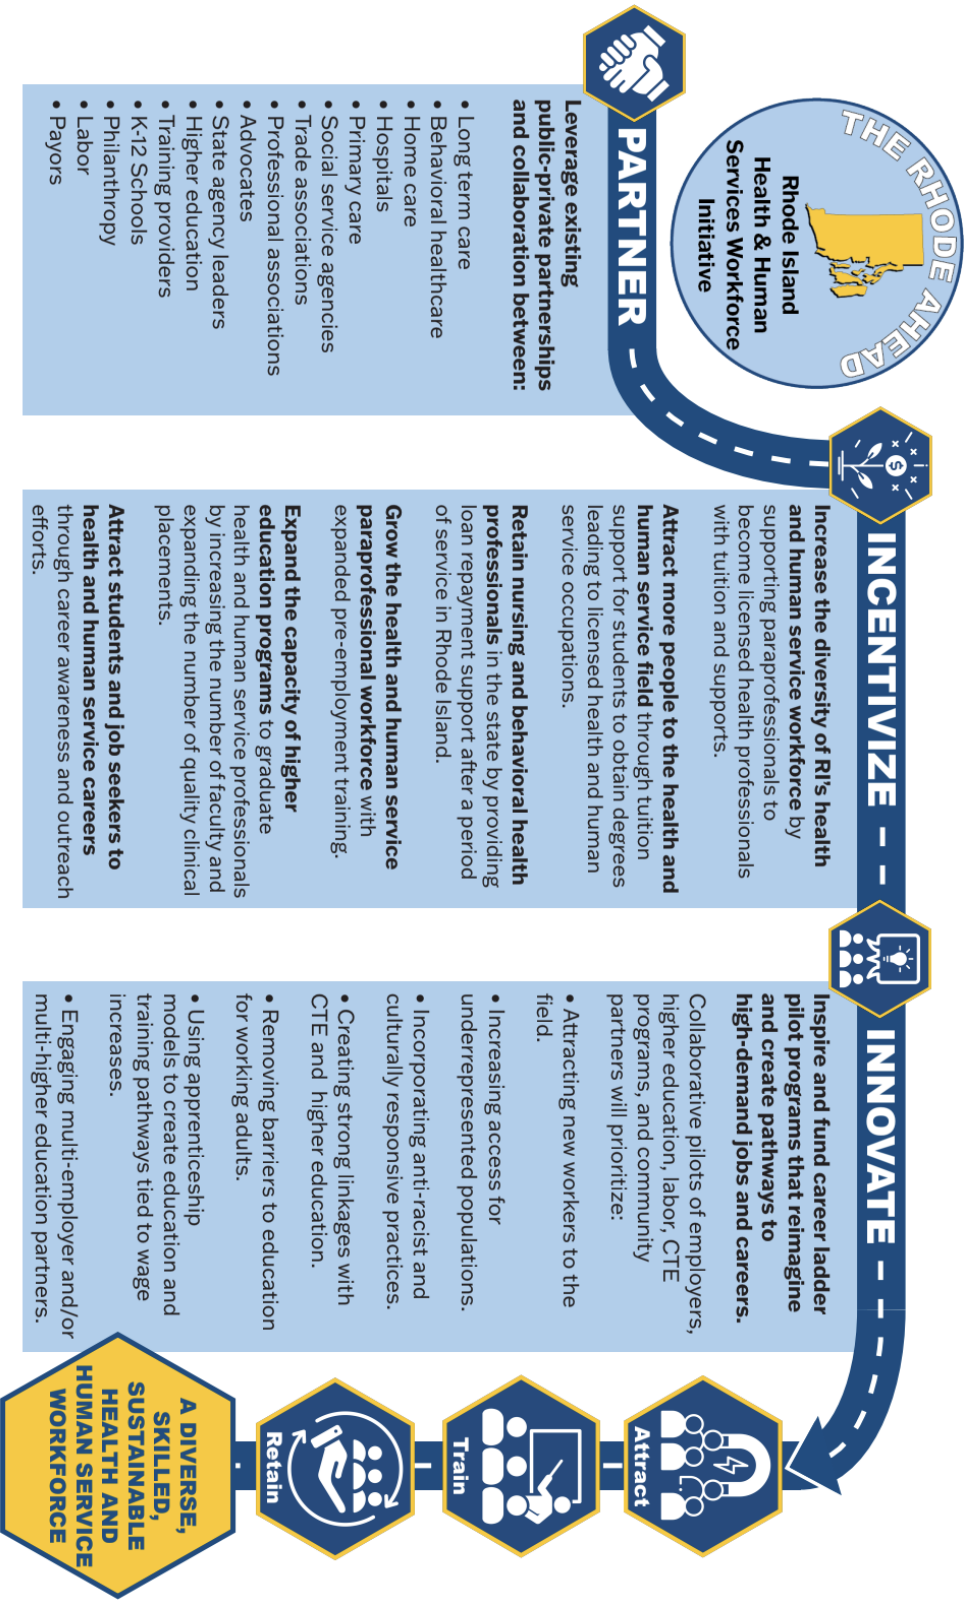 THE RHODE AHEAD
Rhode Island
Health & Human
Services Workforce
Initiative
PARTNER
Leverage existing
public-private partnerships
and collaboration between:
• Long term care
• Behavioral healthcare
• Home care
• Hospitals
• Primary care
• Social service agencies
• Trade associations
• Professional associations
• Advocates
• State agency leaders
• Higher education
• Training providers
• K-12 Schools
• Philanthropy
• Labor
• Payors
$
INCENTIVIZE
Increase the diversity of RI's health
and human service workforce by
supporting paraprofessionals to
become licensed health professionals
with tuition and supports.
Attract more people to the health and
human service field through tuition
support for students to obtain degrees
leading to licensed health and human
service occupations.
Retain nursing and behavioral health
professionals in the state by providing
loan repayment support after a period
of service in Rhode Island.
Grow the health and human service
paraprofessional workforce with
expanded pre-employment training.
Expand the capacity of higher
education programs to graduate
health and human service professionals
by increasing the number of faculty and
expanding the number of quality clinical
placements.
Attract students and job seekers to
health and human service careers
through career awareness and outreach
efforts.
INNOVATE
Inspire and fund career ladder
pilot programs that reimagine
and create pathways to
high-demand jobs and careers.
Collaborative pilots of employers,
higher education, labor, CTE
programs, and community
partners will prioritize:
• Attracting new workers to the
field.
• Increasing access for
underrepresented populations.
• Incorporating anti-racist and
culturally responsive practices.
• Creating strong linkages with
CTE and higher education.
• Removing barriers to education
for working adults.
• Using apprenticeship
models to create education and
training pathways tied to wage
increases.
• Engaging multi-employer and/or
multi-higher education partners.
Attract
Train
Retain
A DIVERSE,
SKILLED,
SUSTAINABLE
HEALTH AND
HUMAN SERVICE
WORKFORCE